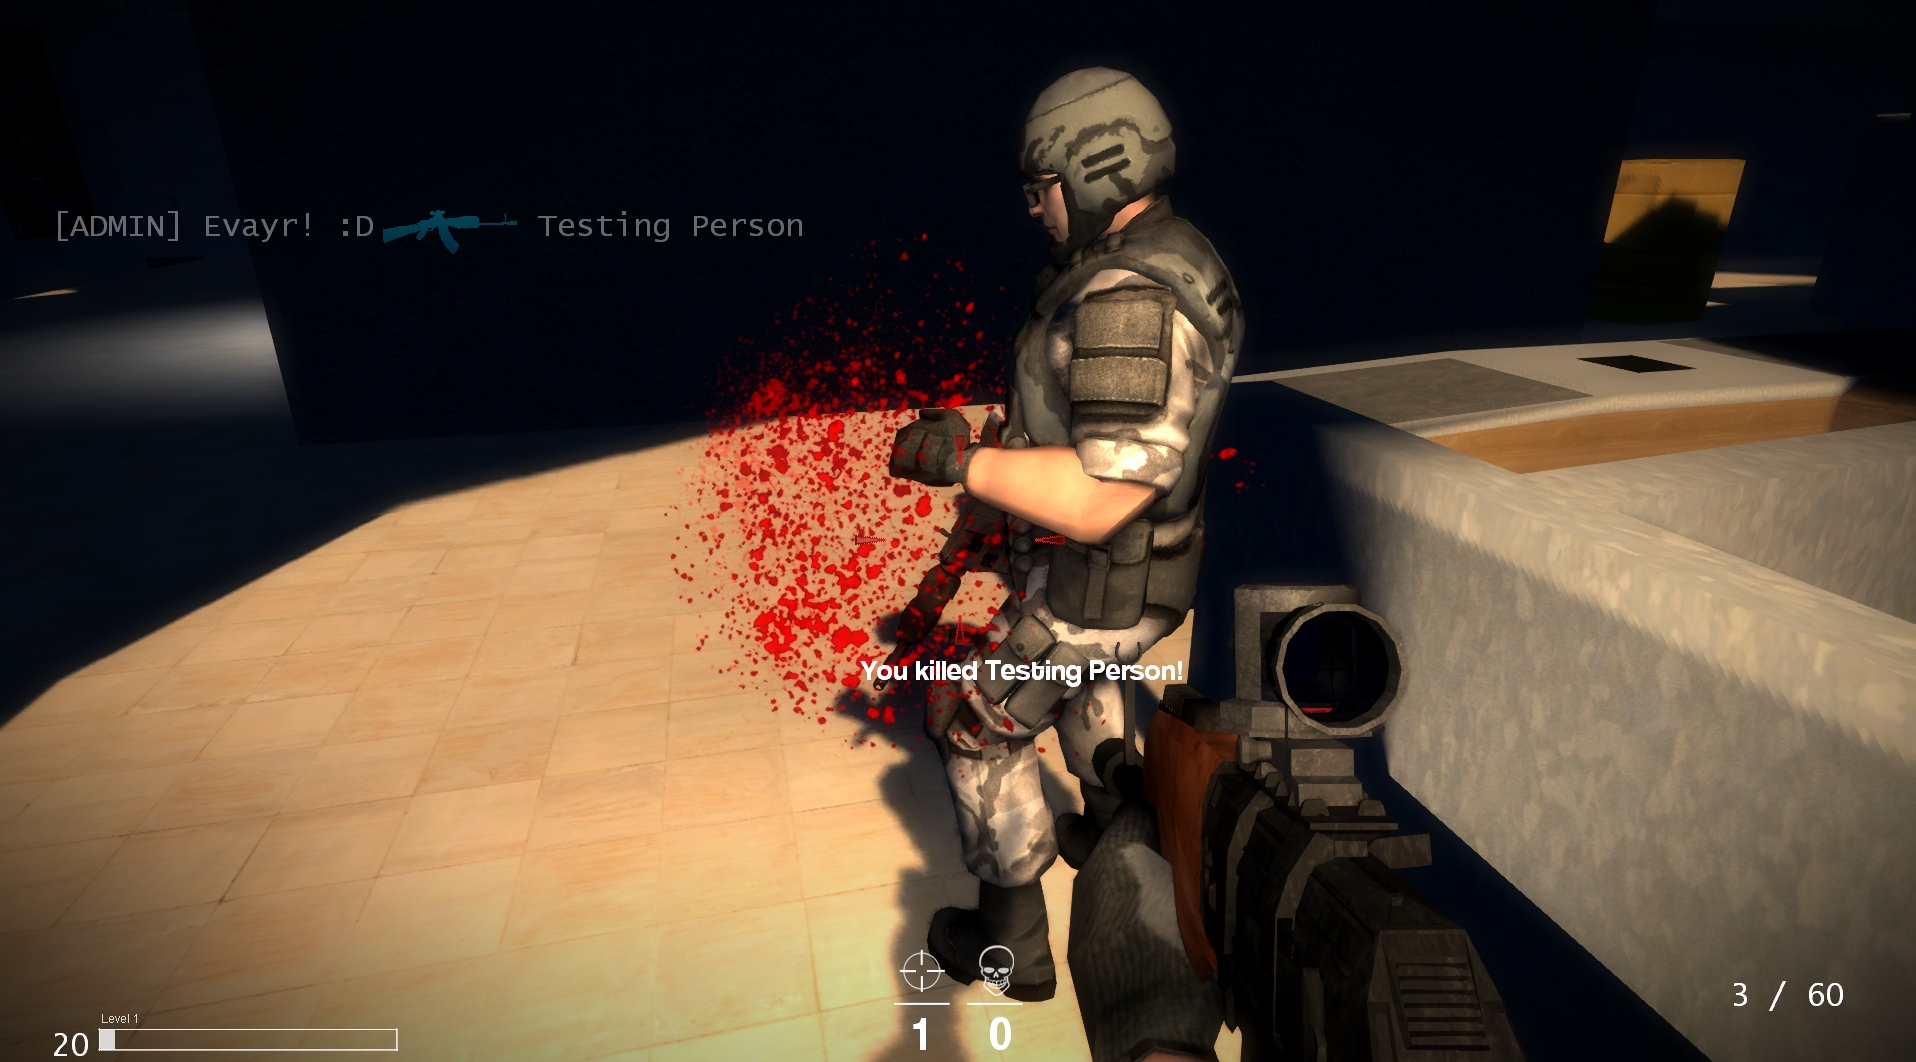 [ADMIN] Evayr! :D Testing Person
You killed Testing Person!
Level 1
20
1 0
3 / 60